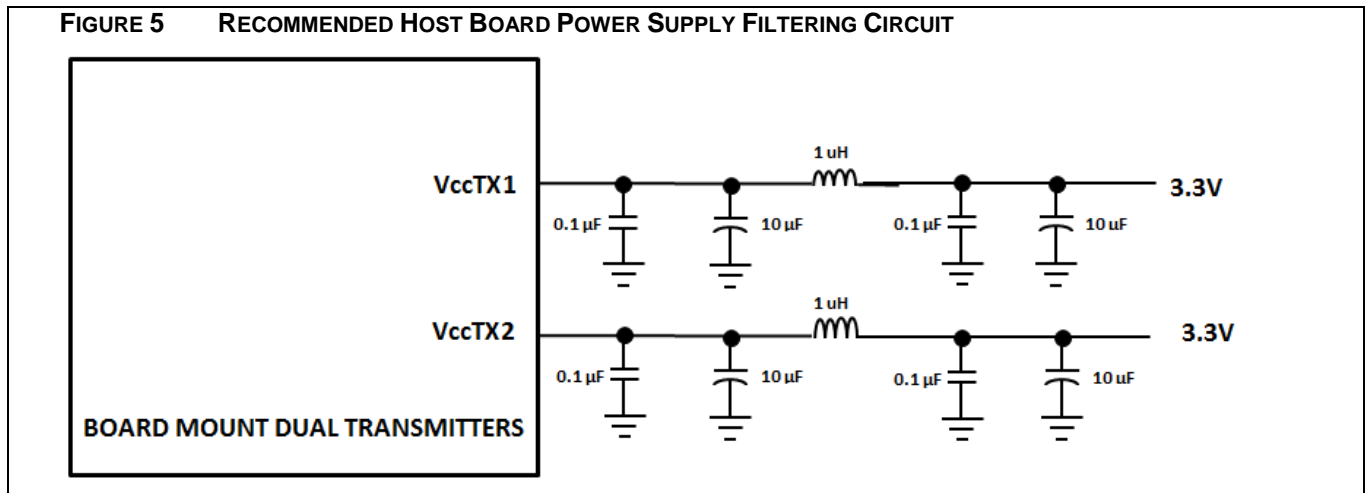 FIGURE 5 RECOMMENDED HOST BOARD POWER SUPPLY FILTERING CIRCUIT
1 uH
VccTX1
3.3V
0.1 µF
10 µF
0.1 µF
10 uF
1 uH
VccTX2
3.3V
0.1 µF
10 µF
0.1 µF
10 uF
BOARD MOUNT DUAL TRANSMITTERS